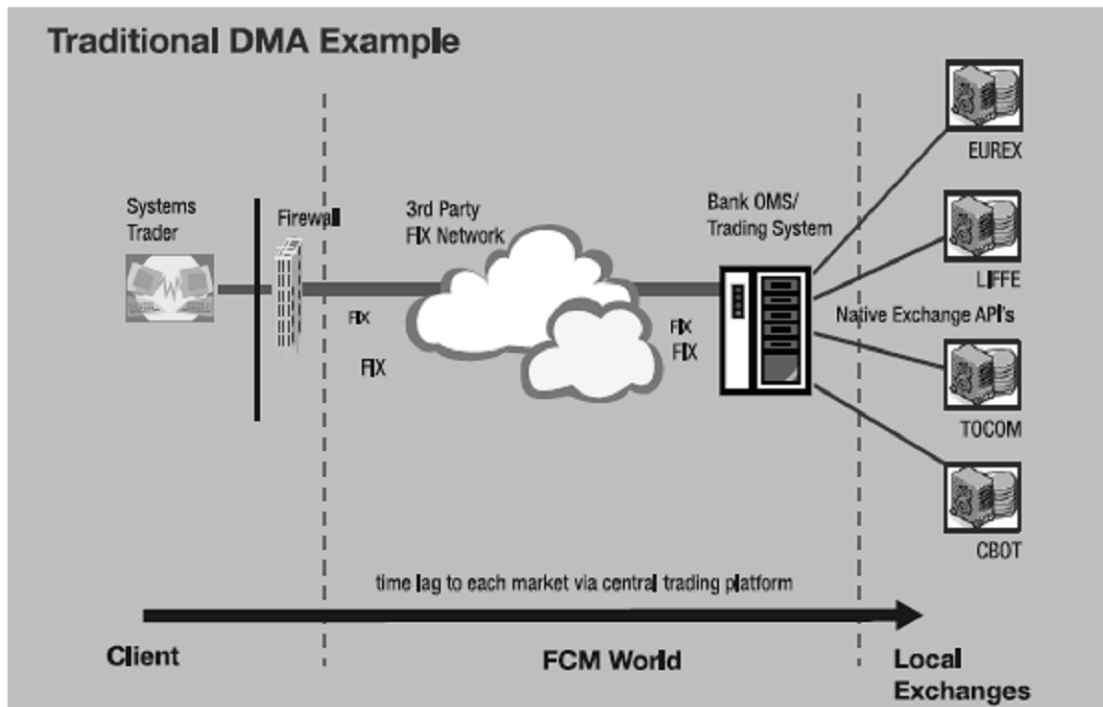 Traditional DMA Example
Systems
Trader
Firewall
3rd Party
FIX Network
FIX
FIX
FIX
FIX
Bank OMS/
Trading System
Native Exchange API's
EUREX
LIFFE
TOCOM
CBOT
time lag to each market via central trading platform
Client
FCM World
Local
Exchanges